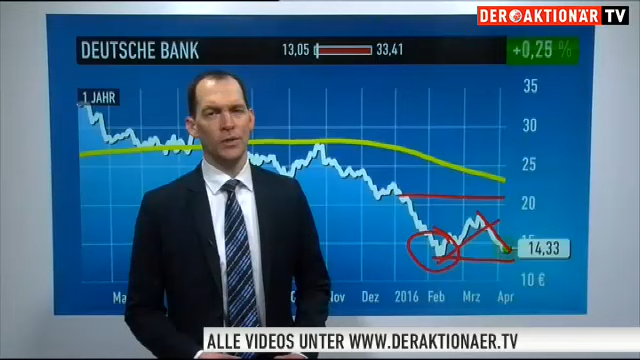 DER AKTIONÄR TV
DEUTSCHE BANK 13,05 33,41 +0,25 %
1 JAHR
35
30
25
20
15
14,33
10 €
Nov Dez 2016 Feb Mrz Apr
ALLE VIDEOS UNTER WWW.DERAKTIONAER.TV